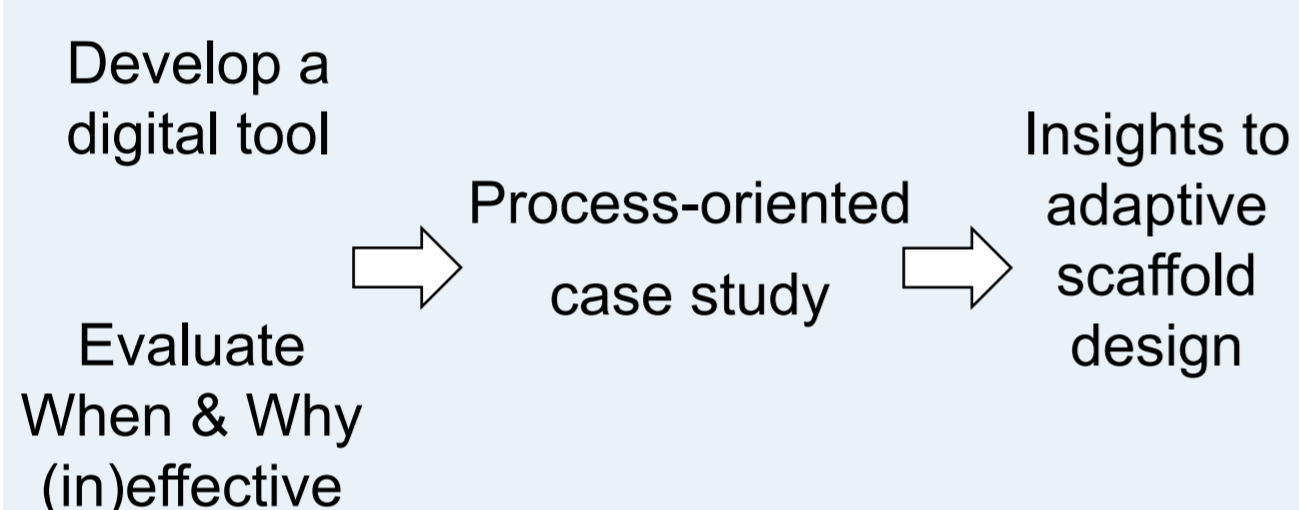 Develop a
digital tool
Evaluate
When & Why
(in)effective
Process-oriented
case study
Insights to
adaptive
scaffold
design